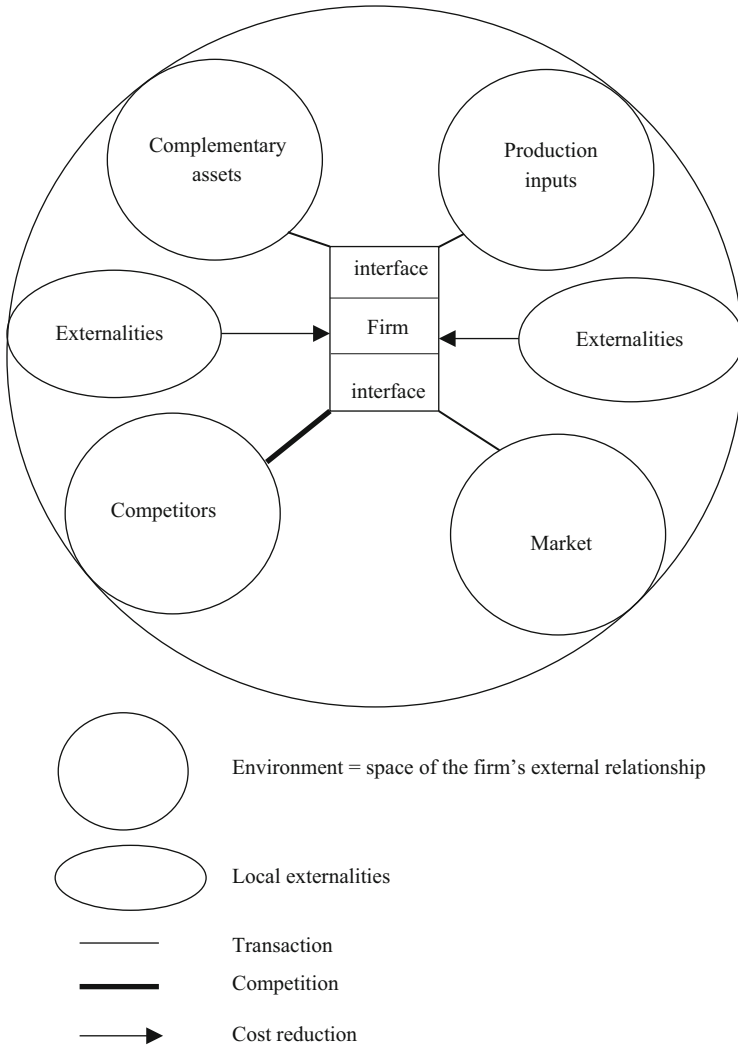 Complementary
assets
Production
inputs
interface
Externalities
Firm
Externalities
interface
Competitors
Market
Environment = space of the firm's external relationship
Local externalities
Transaction
Competition
Cost reduction